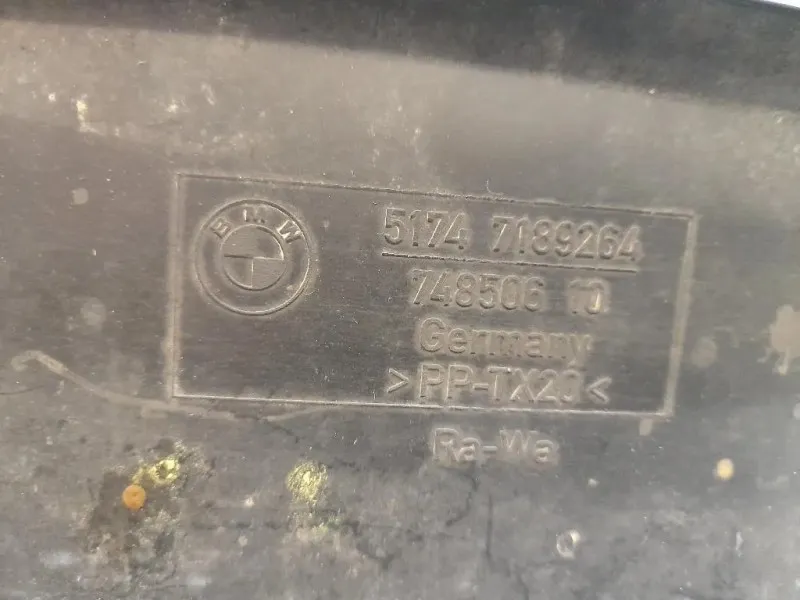 BMW
5174 7189264
748506 10
Germany
>PP-TX20<
Ra-Wa